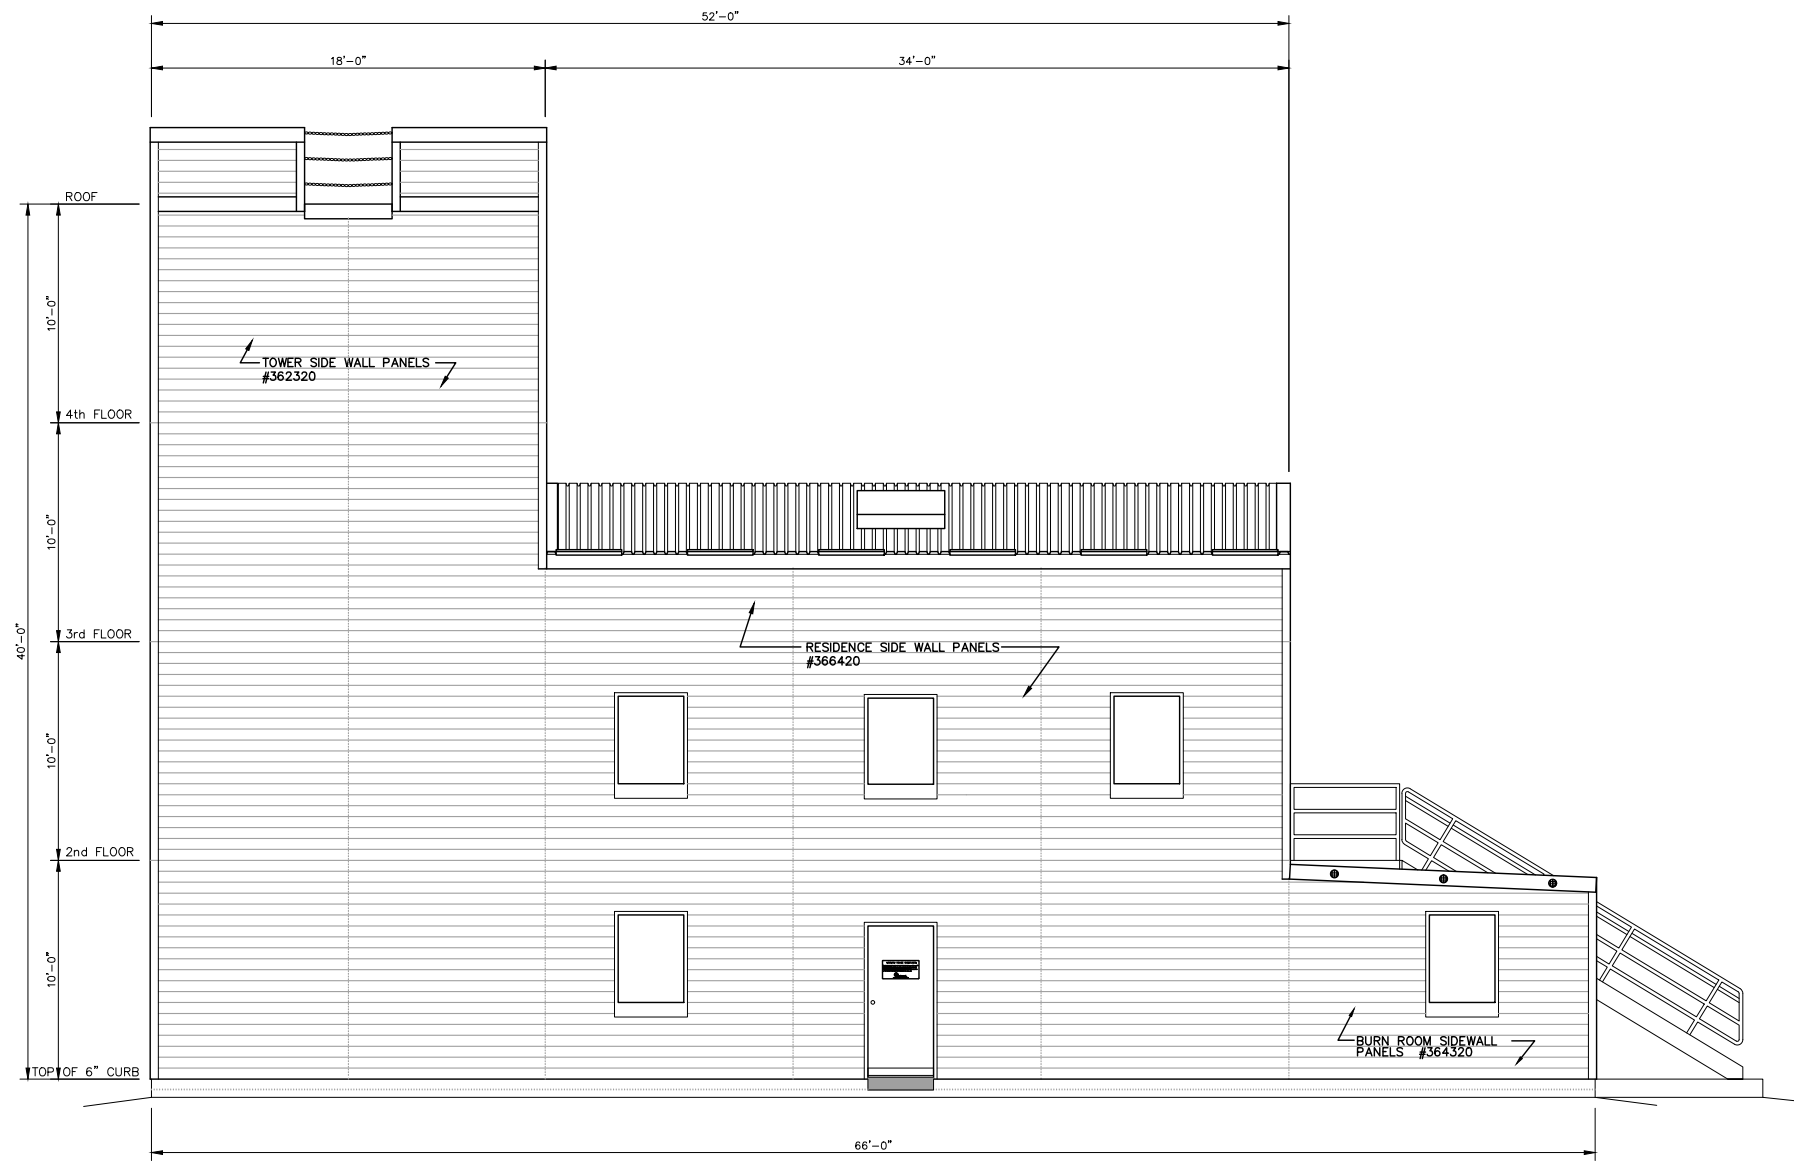 52'-0"
18'-0"
34'-0"
ROOF
10'-0"
TOWER SIDE WALL PANELS
#362320
4th FLOOR
10'-0"
3rd FLOOR
40'-0"
RESIDENCE SIDE WALL PANELS
#366420
10'-0"
2nd FLOOR
10'-0"
BURN ROOM SIDEWALL
PANELS #364320
TOP OF 6" CURB
66'-0"